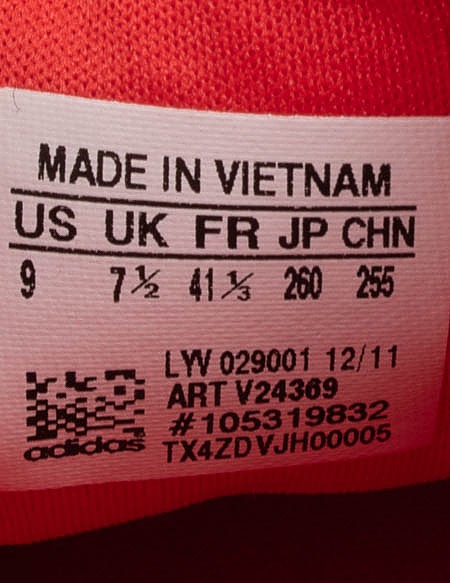 MADE IN VIETNAM
US UK FR JP CHN
9 7½ 41⅓ 260 255
LYV 029001 12/11
ART V24369
#105319832
adidas TX4ZDVJH00005